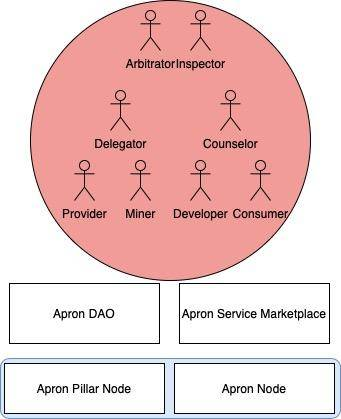 Arbitrator Inspector
Delegator Counselor
Provider Miner Developer Consumer
Apron DAO Apron Service Marketplace
Apron Pillar Node Apron Node